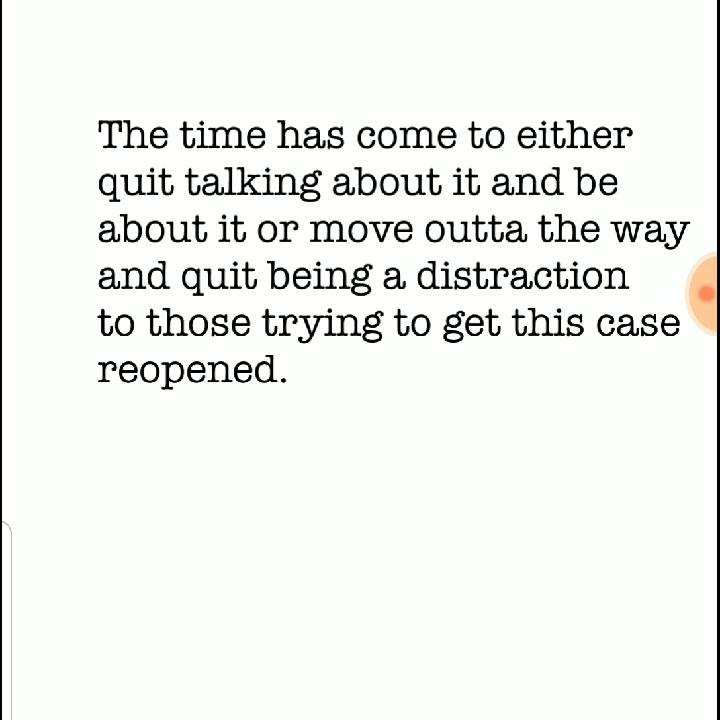 The time has come to either
quit talking about it and be
about it or move outta the way
and quit being a distraction
to those trying to get this case
reopened.